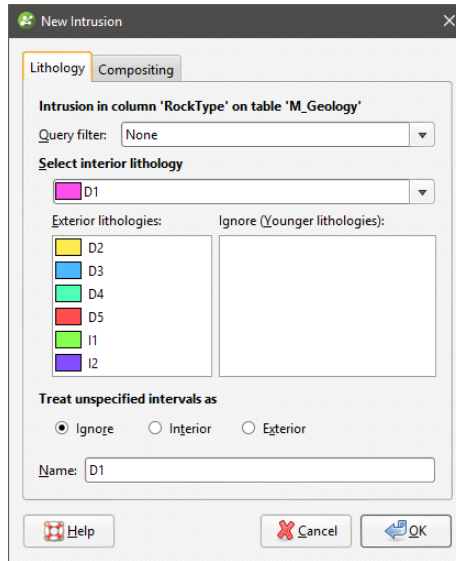 New Intrusion
Lithology Compositing
Intrusion in column 'RockType' on table 'M_Geology'
Query filter: None
Select interior lithology
D1
Exterior lithologies: Ignore (Younger lithologies):
D2
D3
D4
D5
I1
I2
Treat unspecified intervals as
Ignore Interior Exterior
Name: D1
Help Cancel OK